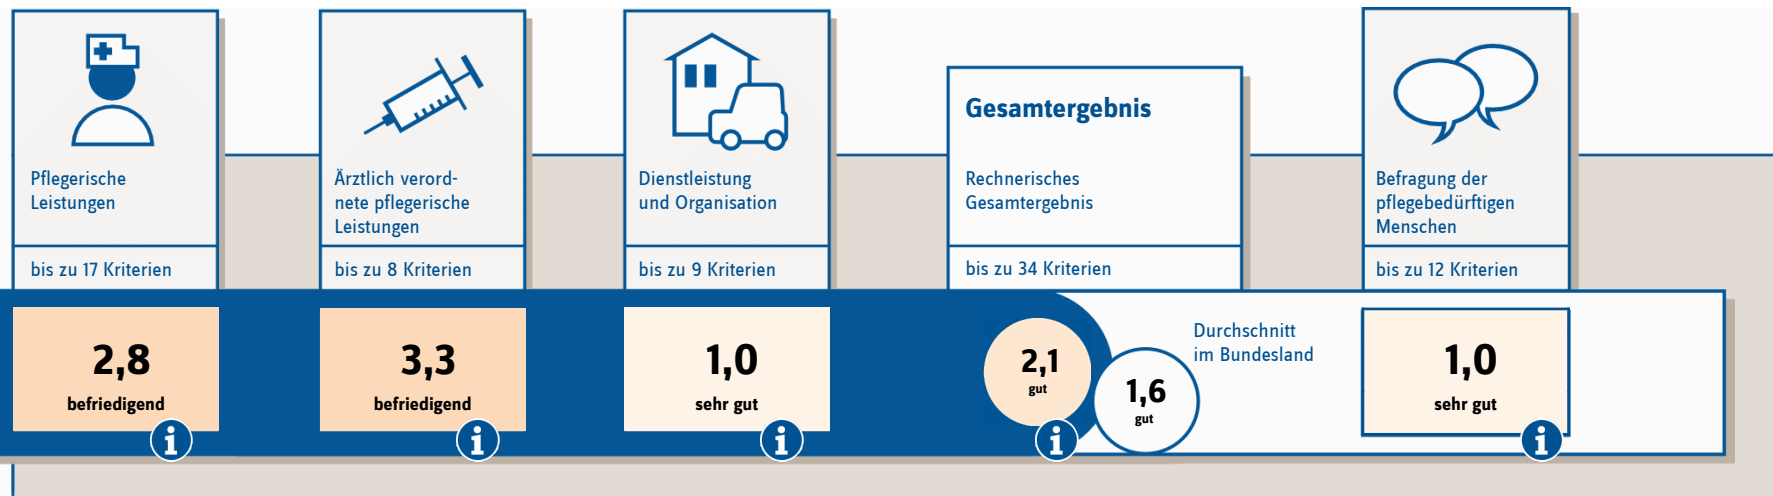 Pflegerische
Leistungen
bis zu 17 Kriterien
2,8
befriedigend
i
Ärztlich verord-
nete pflegerische
Leistungen
bis zu 8 Kriterien
3,3
befriedigend
i
Dienstleistung
und Organisation
bis zu 9 Kriterien
1,0
sehr gut
i
Gesamtergebnis
Rechnerisches
Gesamtergebnis
bis zu 34 Kriterien
2,1
gut
i
1,6
gut
Durchschnitt
im Bundesland
Befragung der
pflegebedürftigen
Menschen
bis zu 12 Kriterien
1,0
sehr gut
i